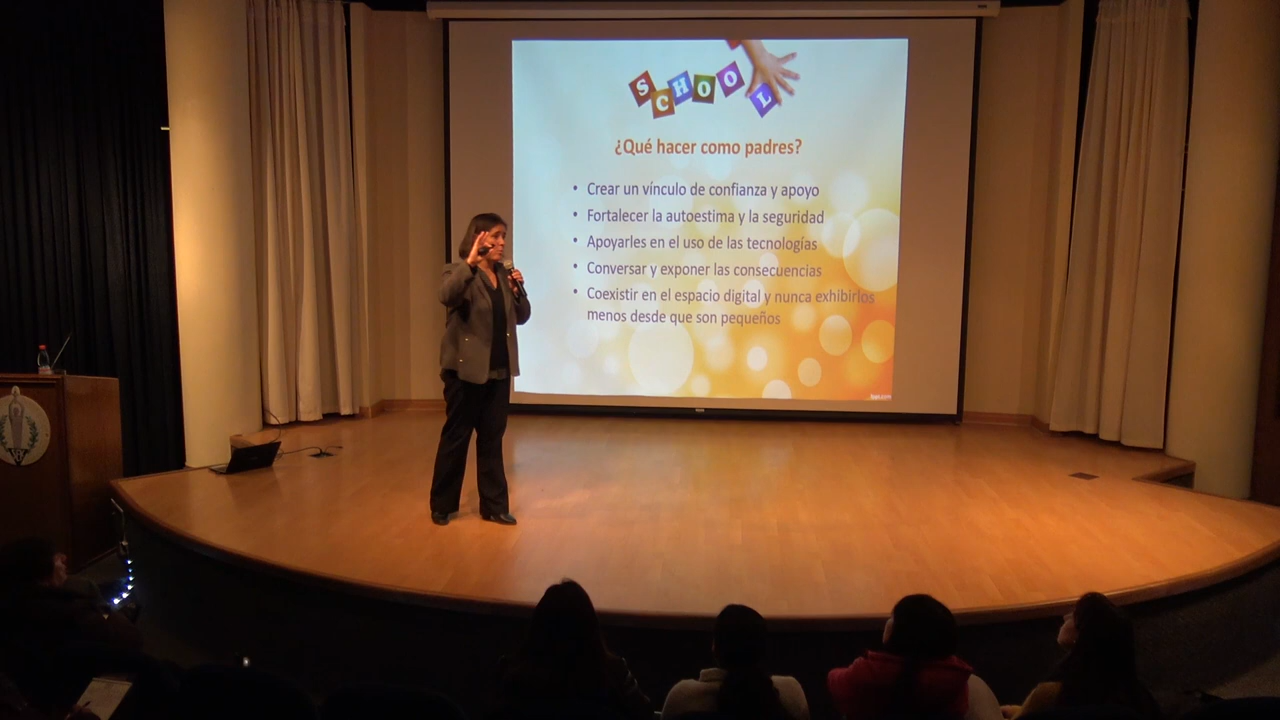 SCHOOL
¿Qué hacer como padres?
• Crear un vínculo de confianza y apoyo
• Fortalecer la autoestima y la seguridad
• Apoyarles en el uso de las tecnologías
• Conversar y exponer las consecuencias
• Coexistir en el espacio digital y nunca exhibirlos
menos desde que son pequeños